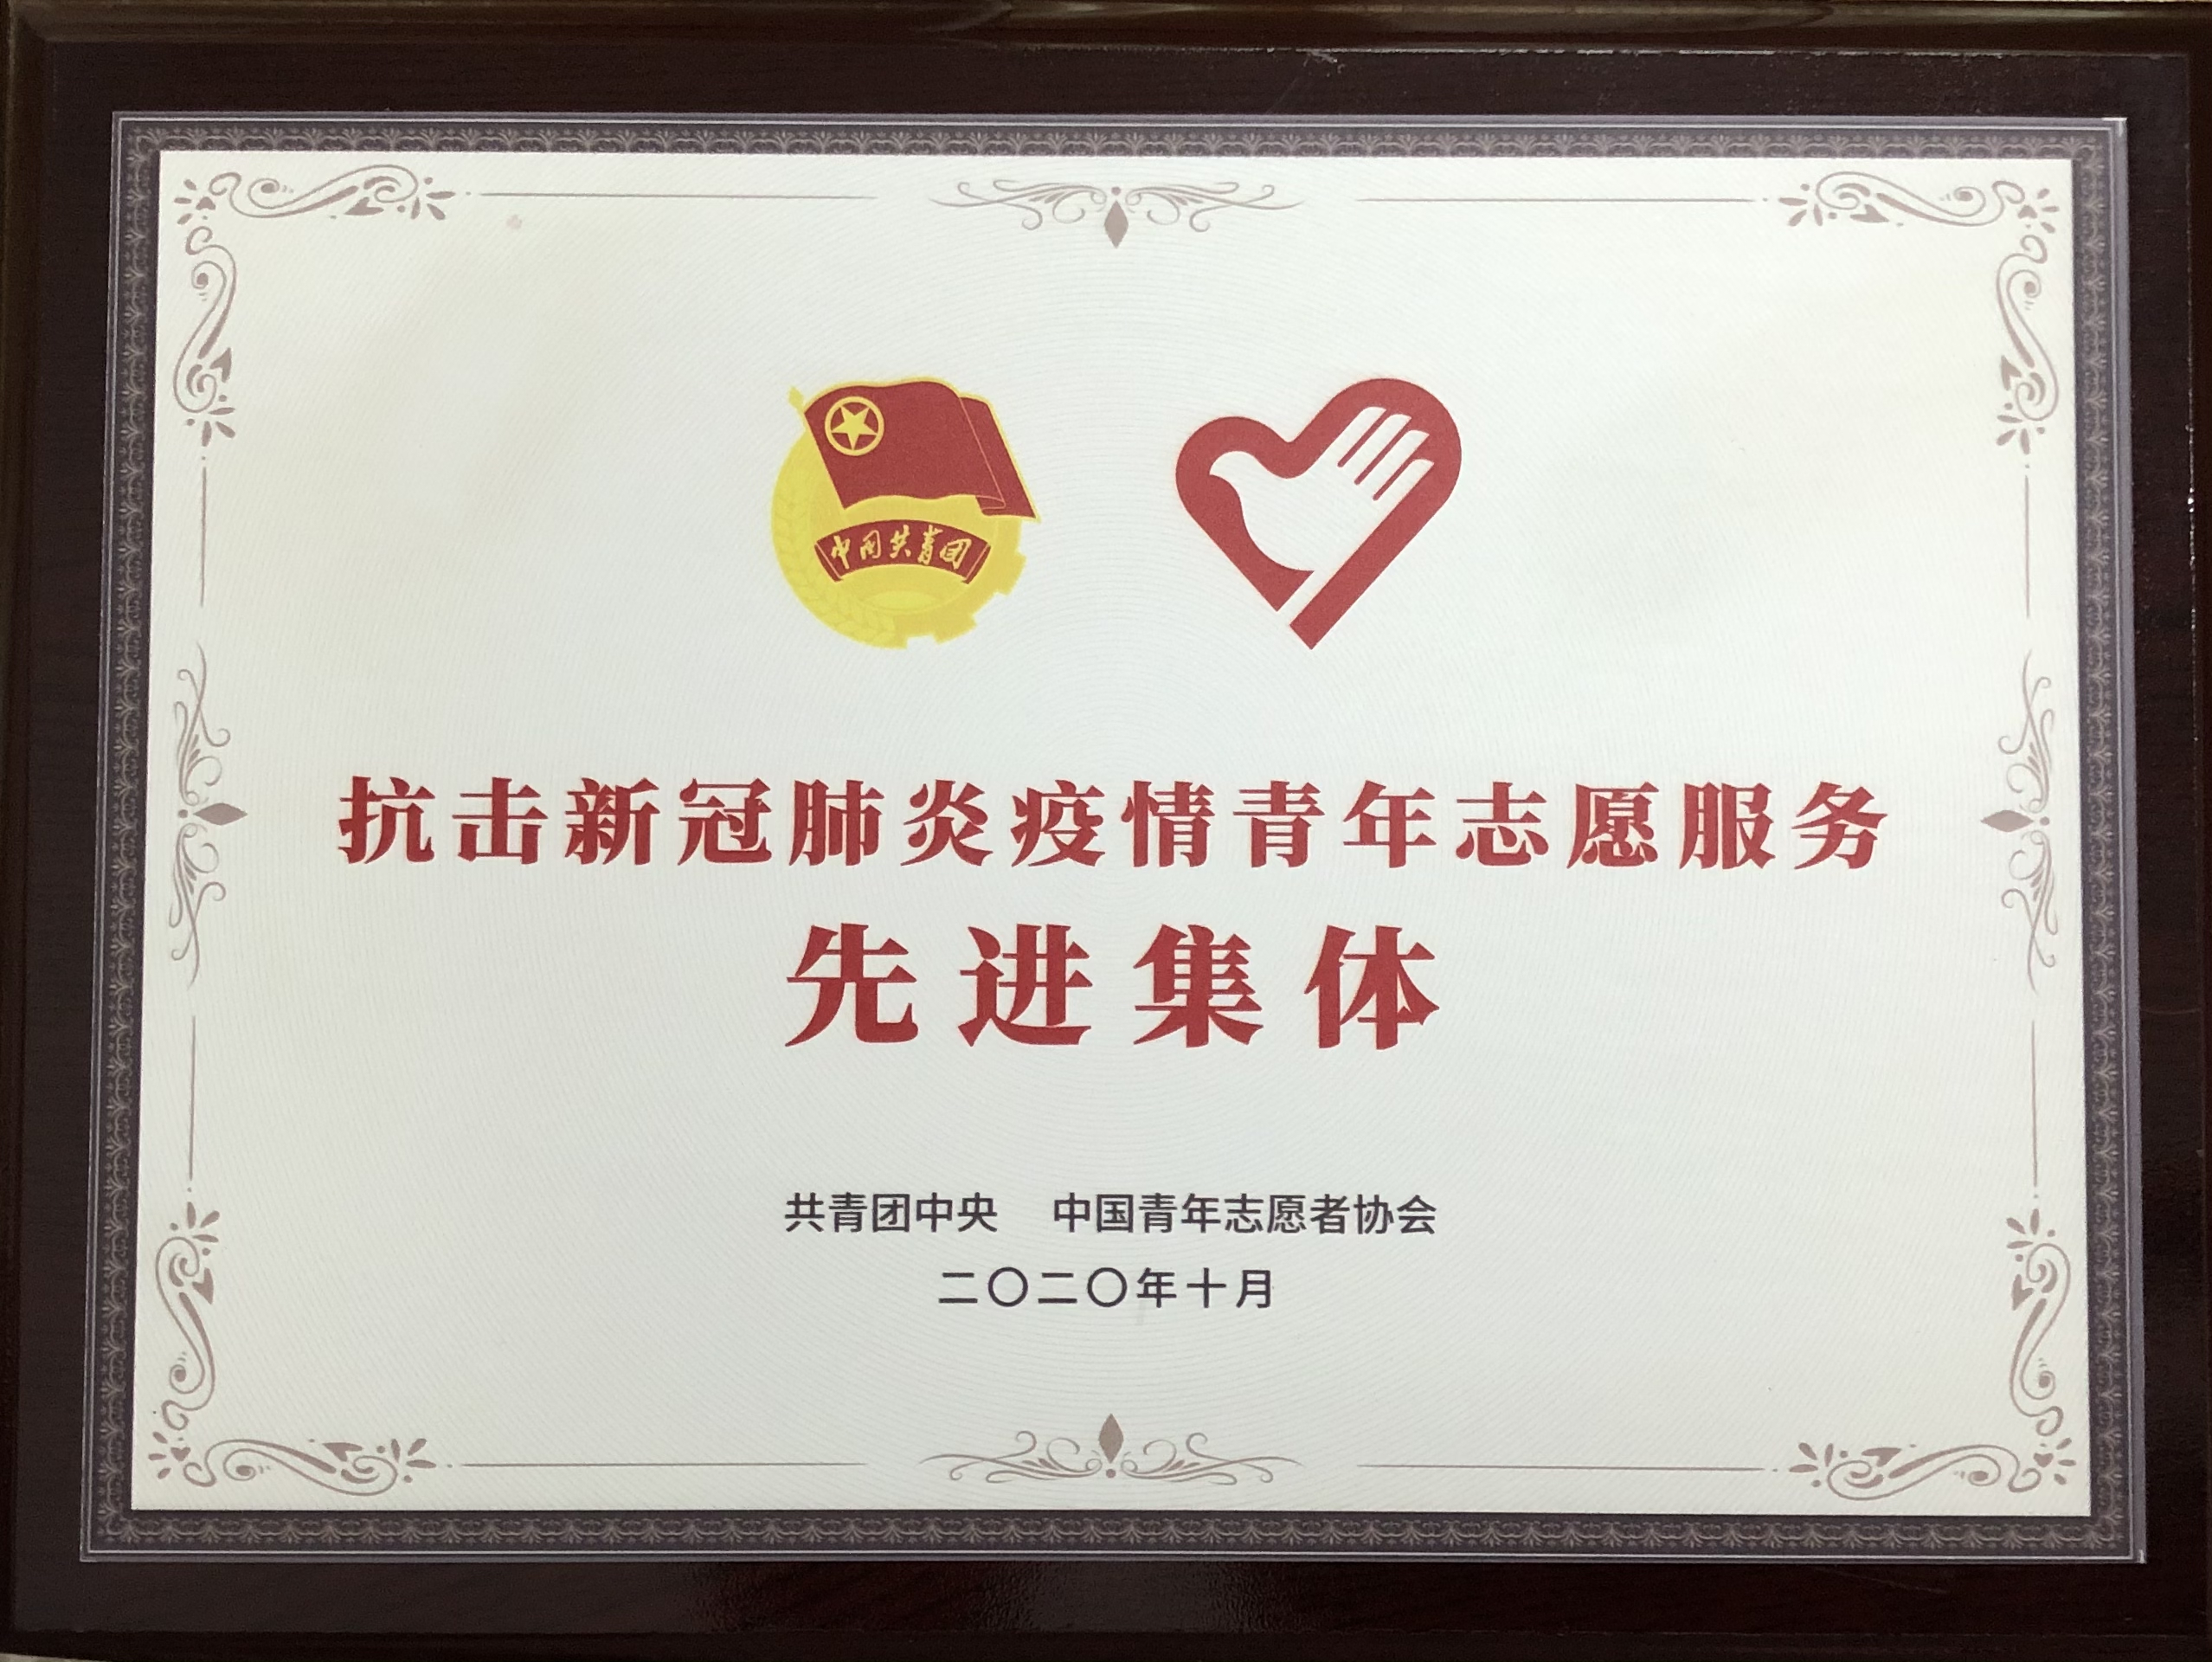 中国共青团
抗击新冠肺炎疫情青年志愿服务
先进集体
共青团中央 中国青年志愿者协会
二〇二〇年十月